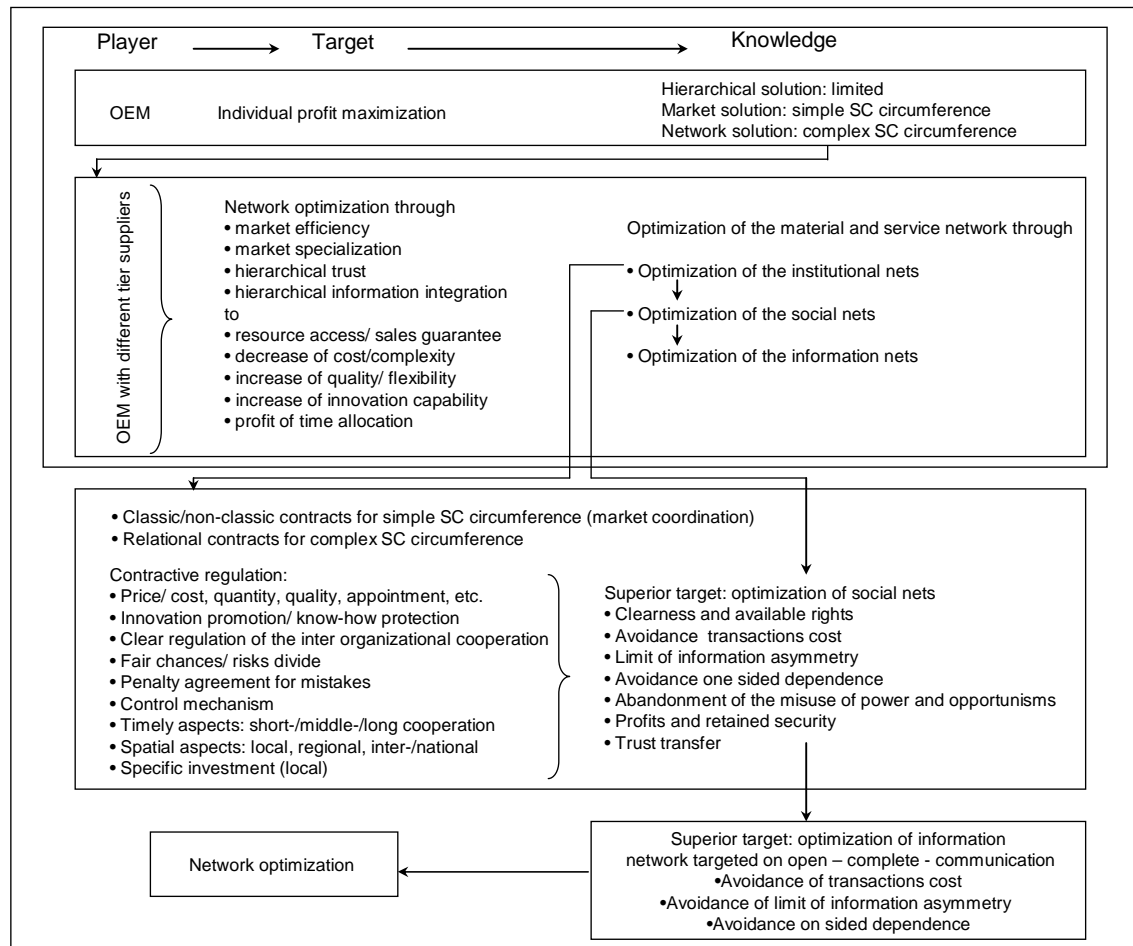 Player Target Knowledge
OEM
Individual profit maximization
Hierarchical solution: limited
Market solution: simple SC circumference
Network solution: complex SC circumference
OEM with different tier suppliers
Network optimization through
• market efficiency
• market specialization
• hierarchical trust
• hierarchical information integration
to
• resource access/ sales guarantee
• decrease of cost/complexity
• increase of quality/ flexibility
• increase of innovation capability
• profit of time allocation
Optimization of the material and service network through
• Optimization of the institutional nets
• Optimization of the social nets
• Optimization of the information nets
• Classic/non-classic contracts for simple SC circumference (market coordination)
• Relational contracts for complex SC circumference
Contractive regulation:
• Price/ cost, quantity, quality, appointment, etc.
• Innovation promotion/ know-how protection
• Clear regulation of the inter organizational cooperation
• Fair chances/ risks divide
• Penalty agreement for mistakes
• Control mechanism
• Timely aspects: short-/middle-/long cooperation
• Spatial aspects: local, regional, inter-/national
• Specific investment (local)
Superior target: optimization of social nets
• Clearness and available rights
• Avoidance transactions cost
• Limit of information asymmetry
• Avoidance one sided dependence
• Abandonment of the misuse of power and opportunisms
• Profits and retained security
• Trust transfer
Network optimization
Superior target: optimization of information
network targeted on open – complete - communication
•Avoidance of transactions cost
•Avoidance of limit of information asymmetry
•Avoidance on sided dependence